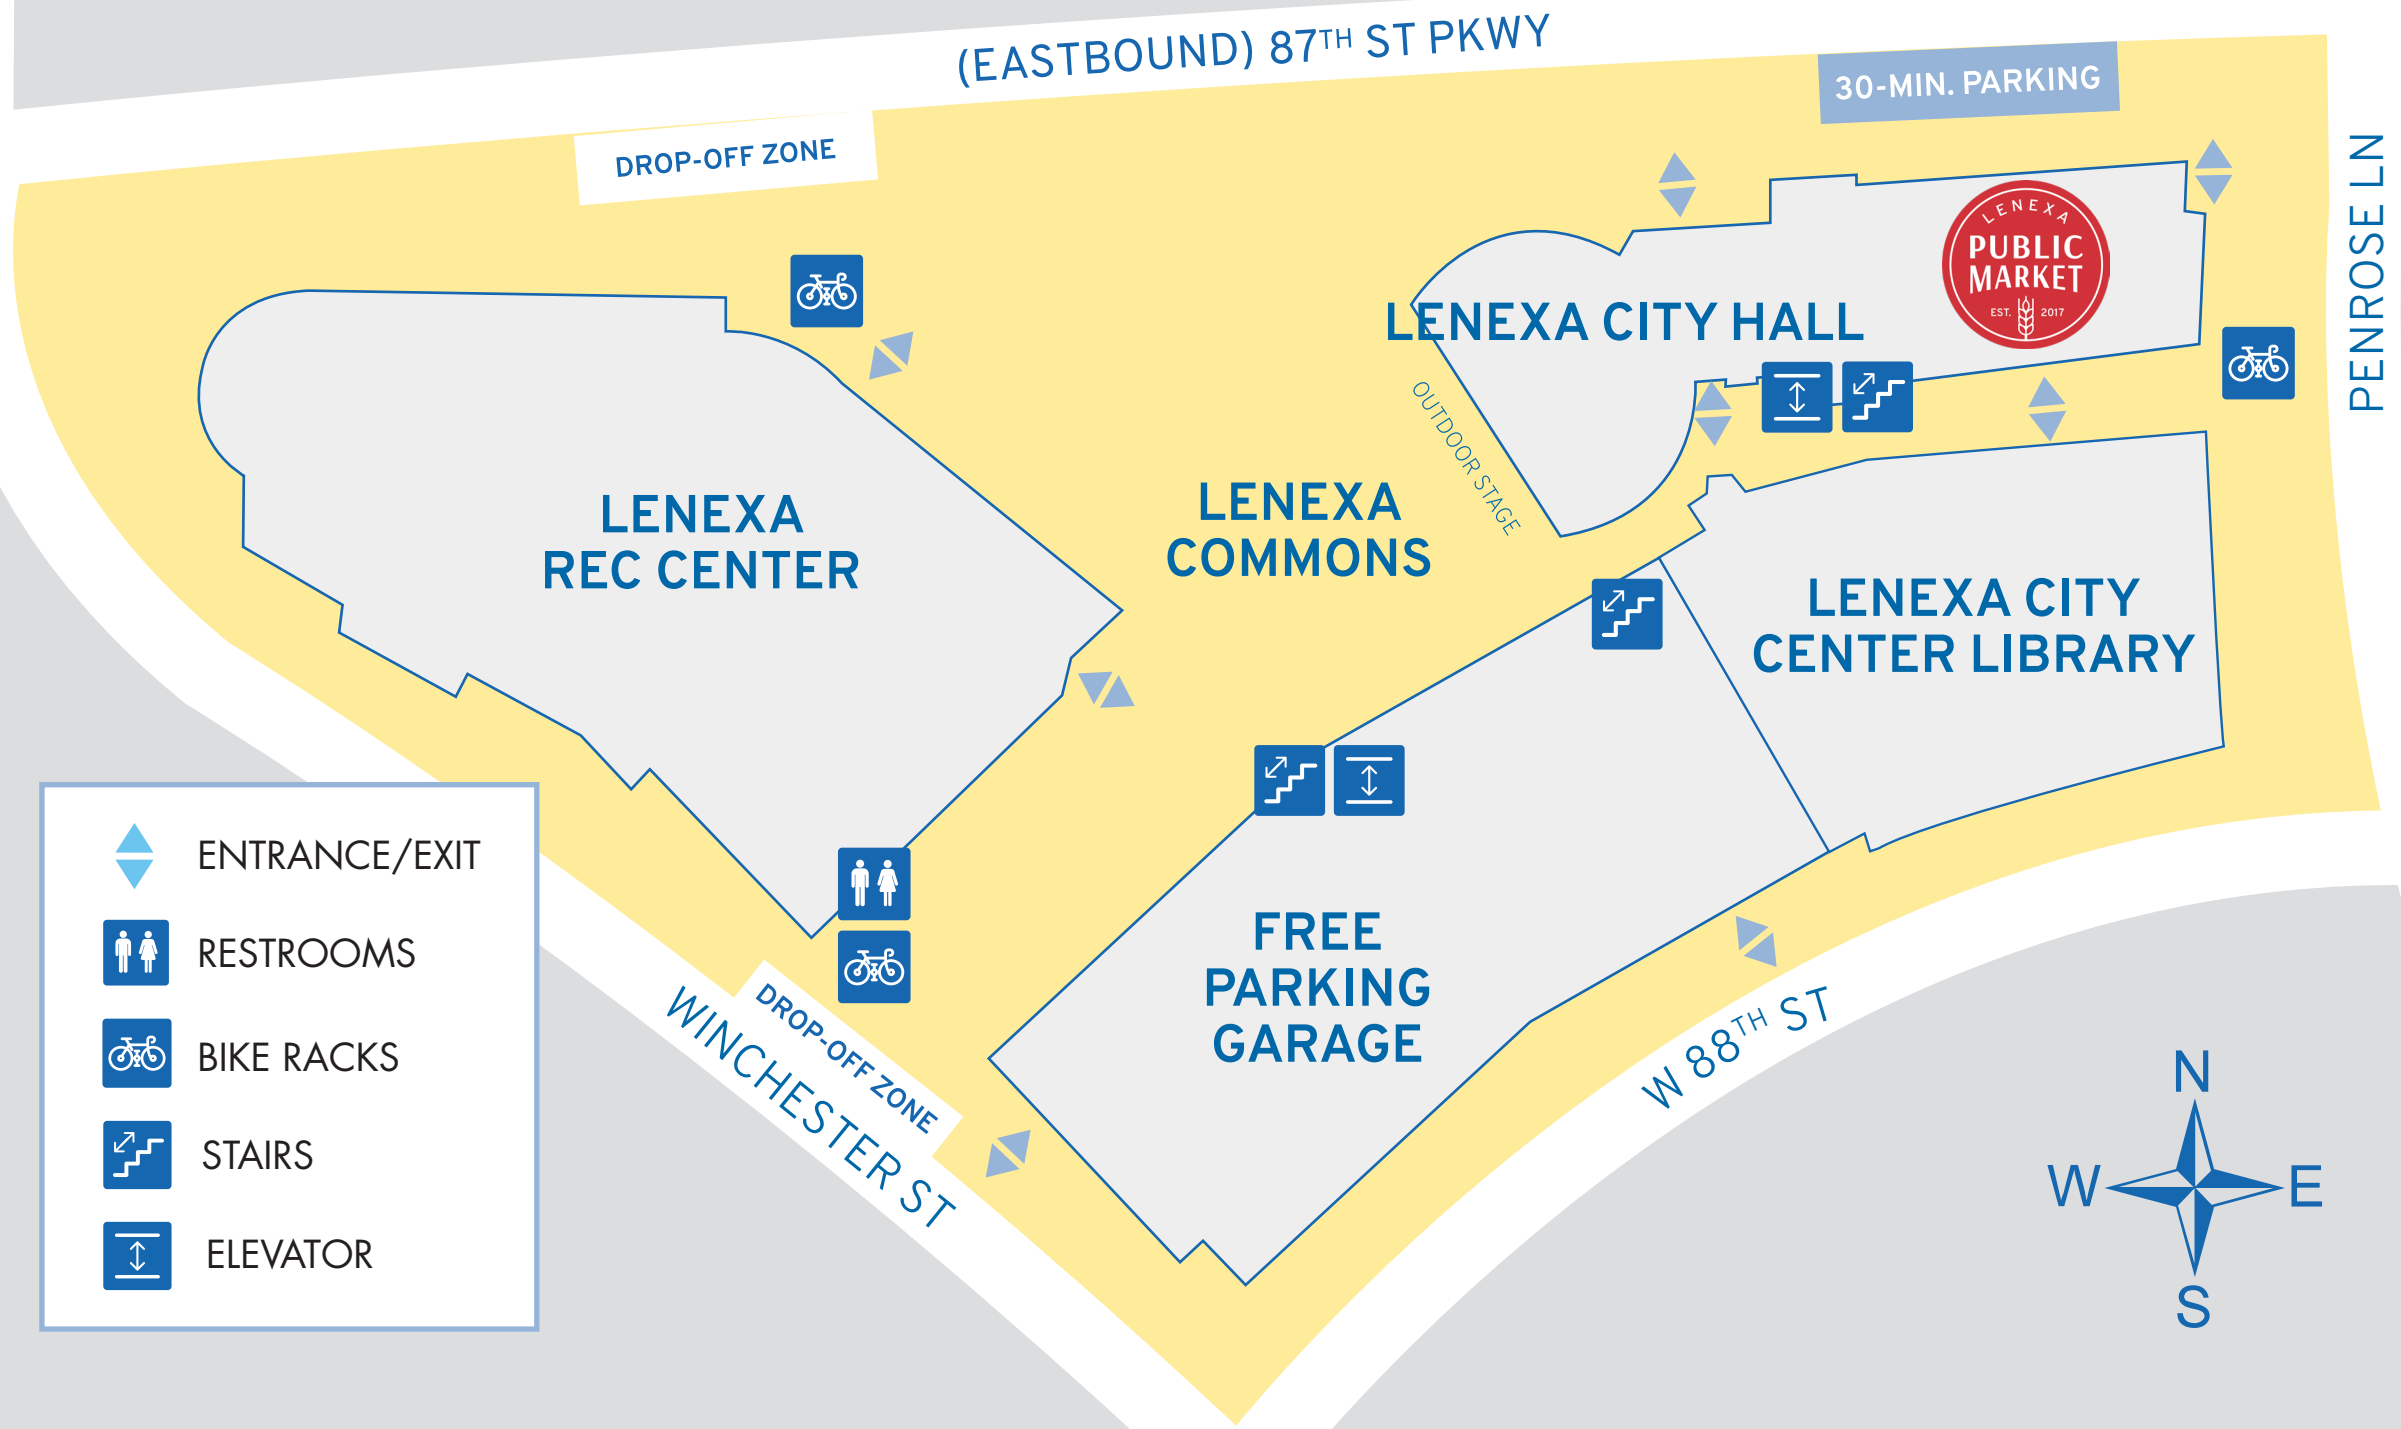 (EASTBOUND) 87TH ST PKWY
30-MIN. PARKING
DROP-OFF ZONE
PENROSE LN
LENEXA
PUBLIC
MARKET
EST. 2017
LENEXA CITY HALL
OUTDOOR STAGE
LENEXA
REC CENTER
LENEXA
COMMONS
LENEXA CITY
CENTER LIBRARY
FREE
PARKING
GARAGE
DROP-OFF ZONE
WINCHESTER ST
W 88TH ST
ENTRANCE/EXIT
RESTROOMS
BIKE RACKS
STAIRS
ELEVATOR
N
W E
S